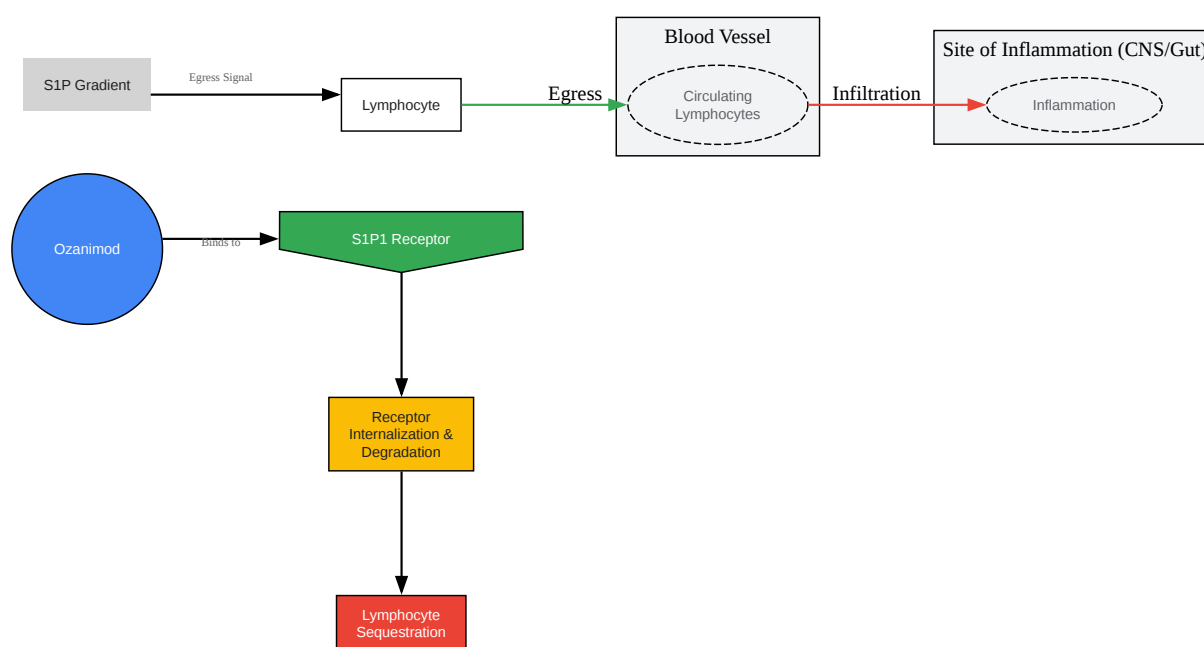 Blood Vessel
Site of Inflammation (CNS/Gut)
S1P Gradient
Egress Signal
Lymphocyte
Egress
Circulating
Lymphocytes
Infiltration
Inflammation
Ozanimod
Binds to
S1P1 Receptor
Receptor
Internalization &
Degradation
Lymphocyte
Sequestration